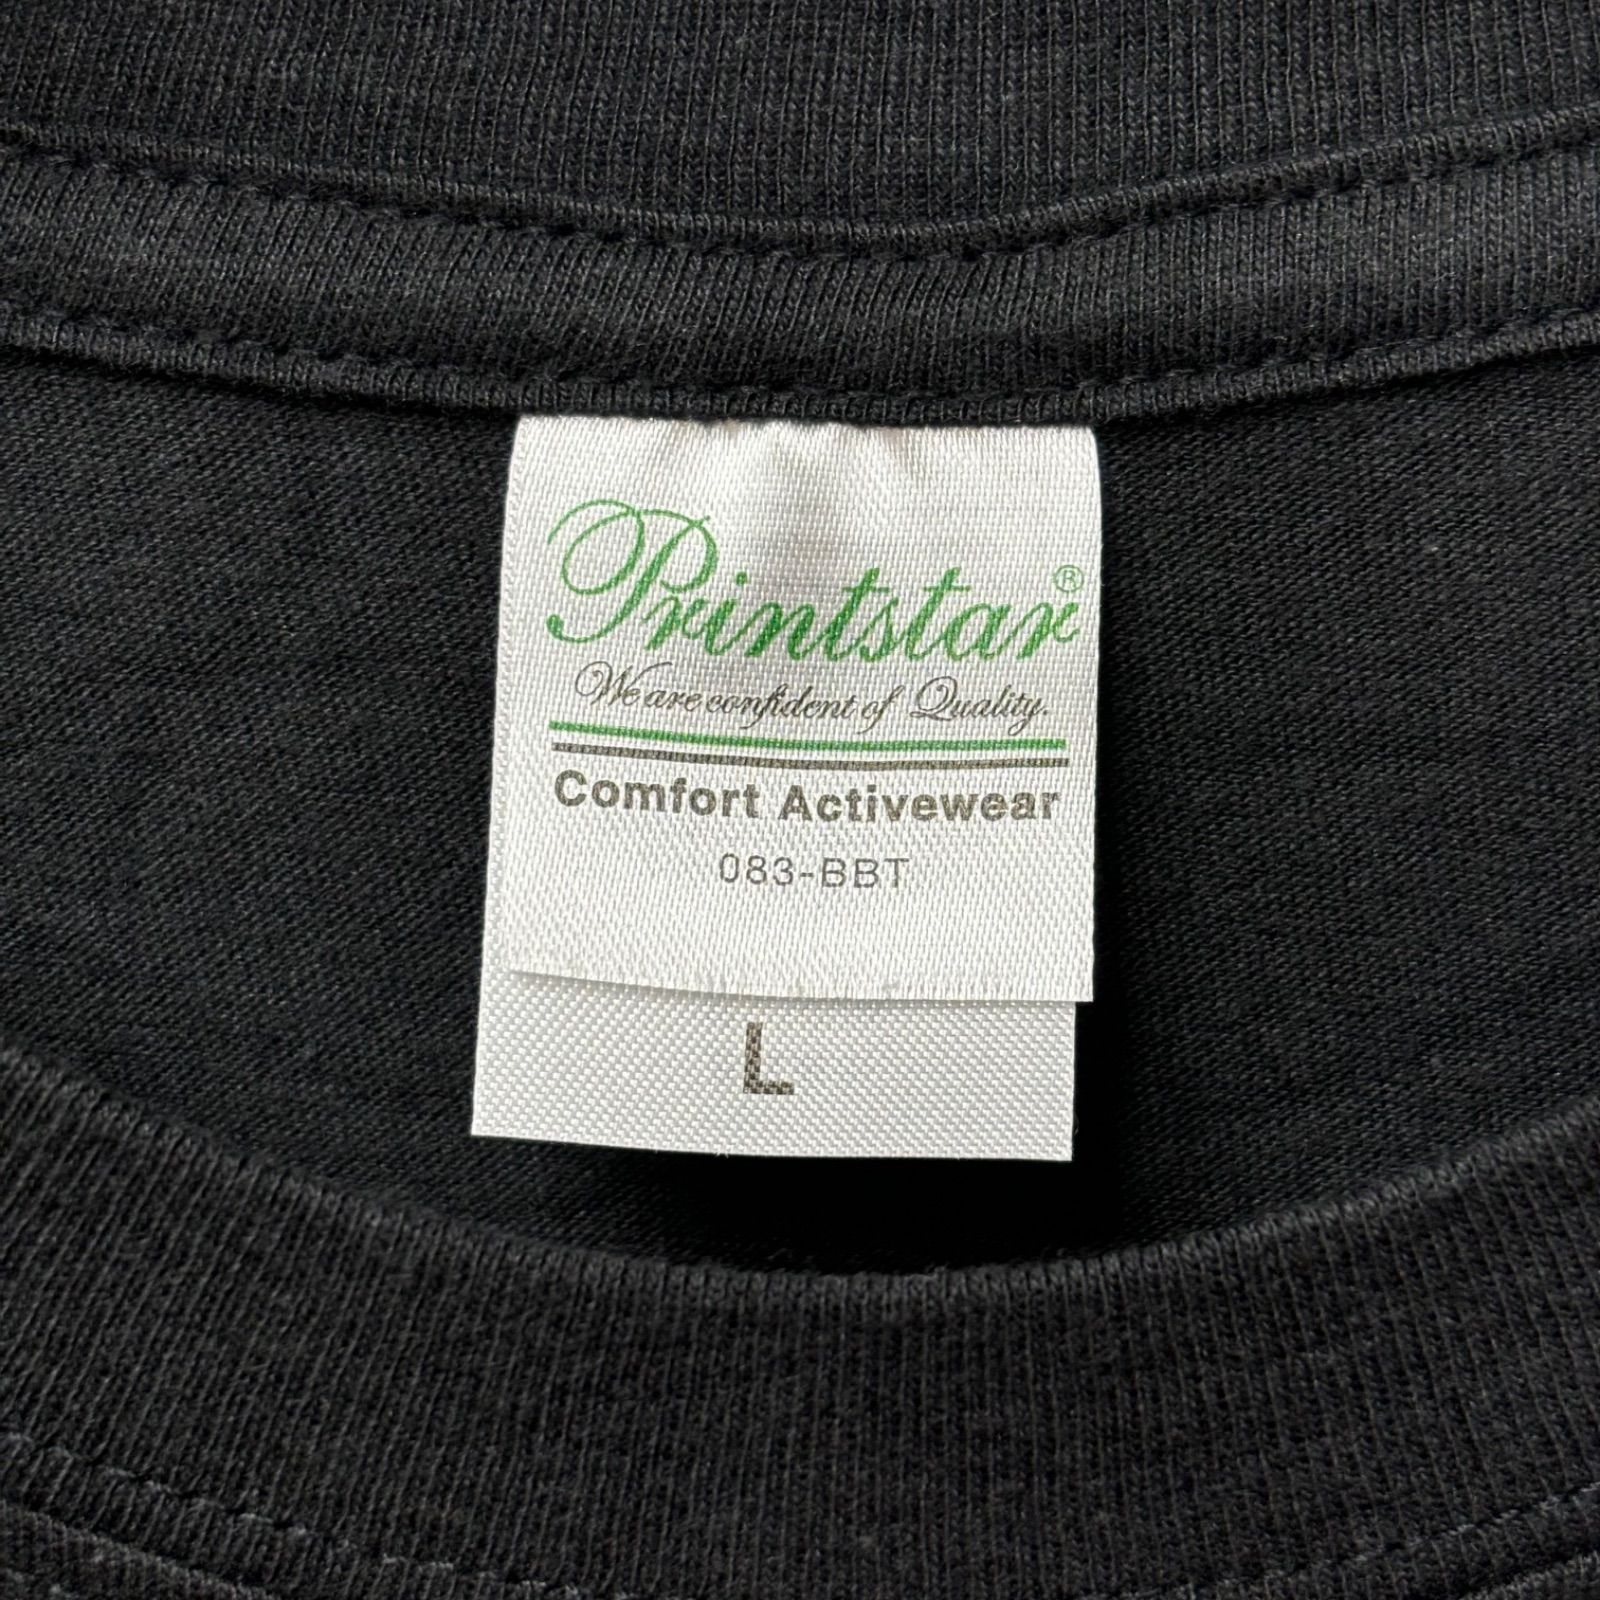 Printstar®
We are confident of Quality.
Comfort Activewear
083-BBT
L